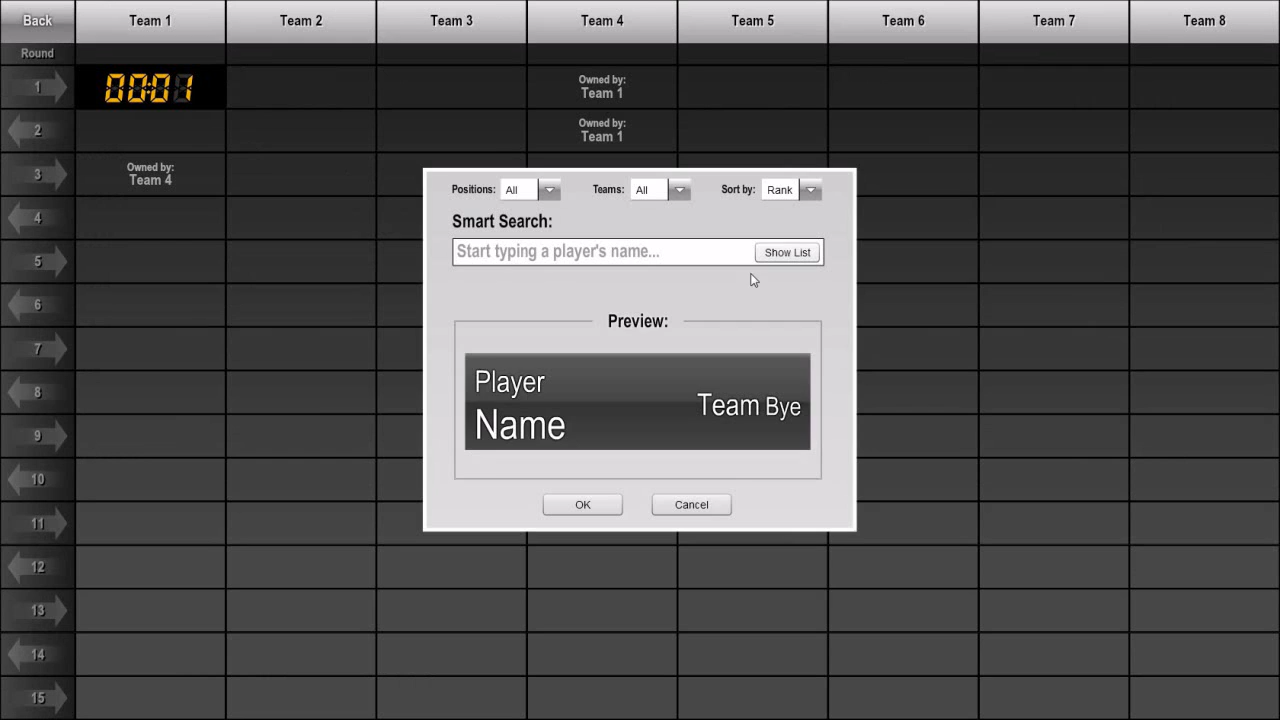 Back Team 1 Team 2 Team 3 Team 4 Team 5 Team 6 Team 7 Team 8
Round
1 00:01 Owned by:
Team 1
2 Owned by:
Team 1
3 Owned by:
Team 4
Positions: All Teams: All Sort by: Rank
4 Smart Search:
5 Start typing a player's name... Show List
6
Preview:
7
8 Player
Team Bye
9 Name
10
OK Cancel
11
12
13
14
15